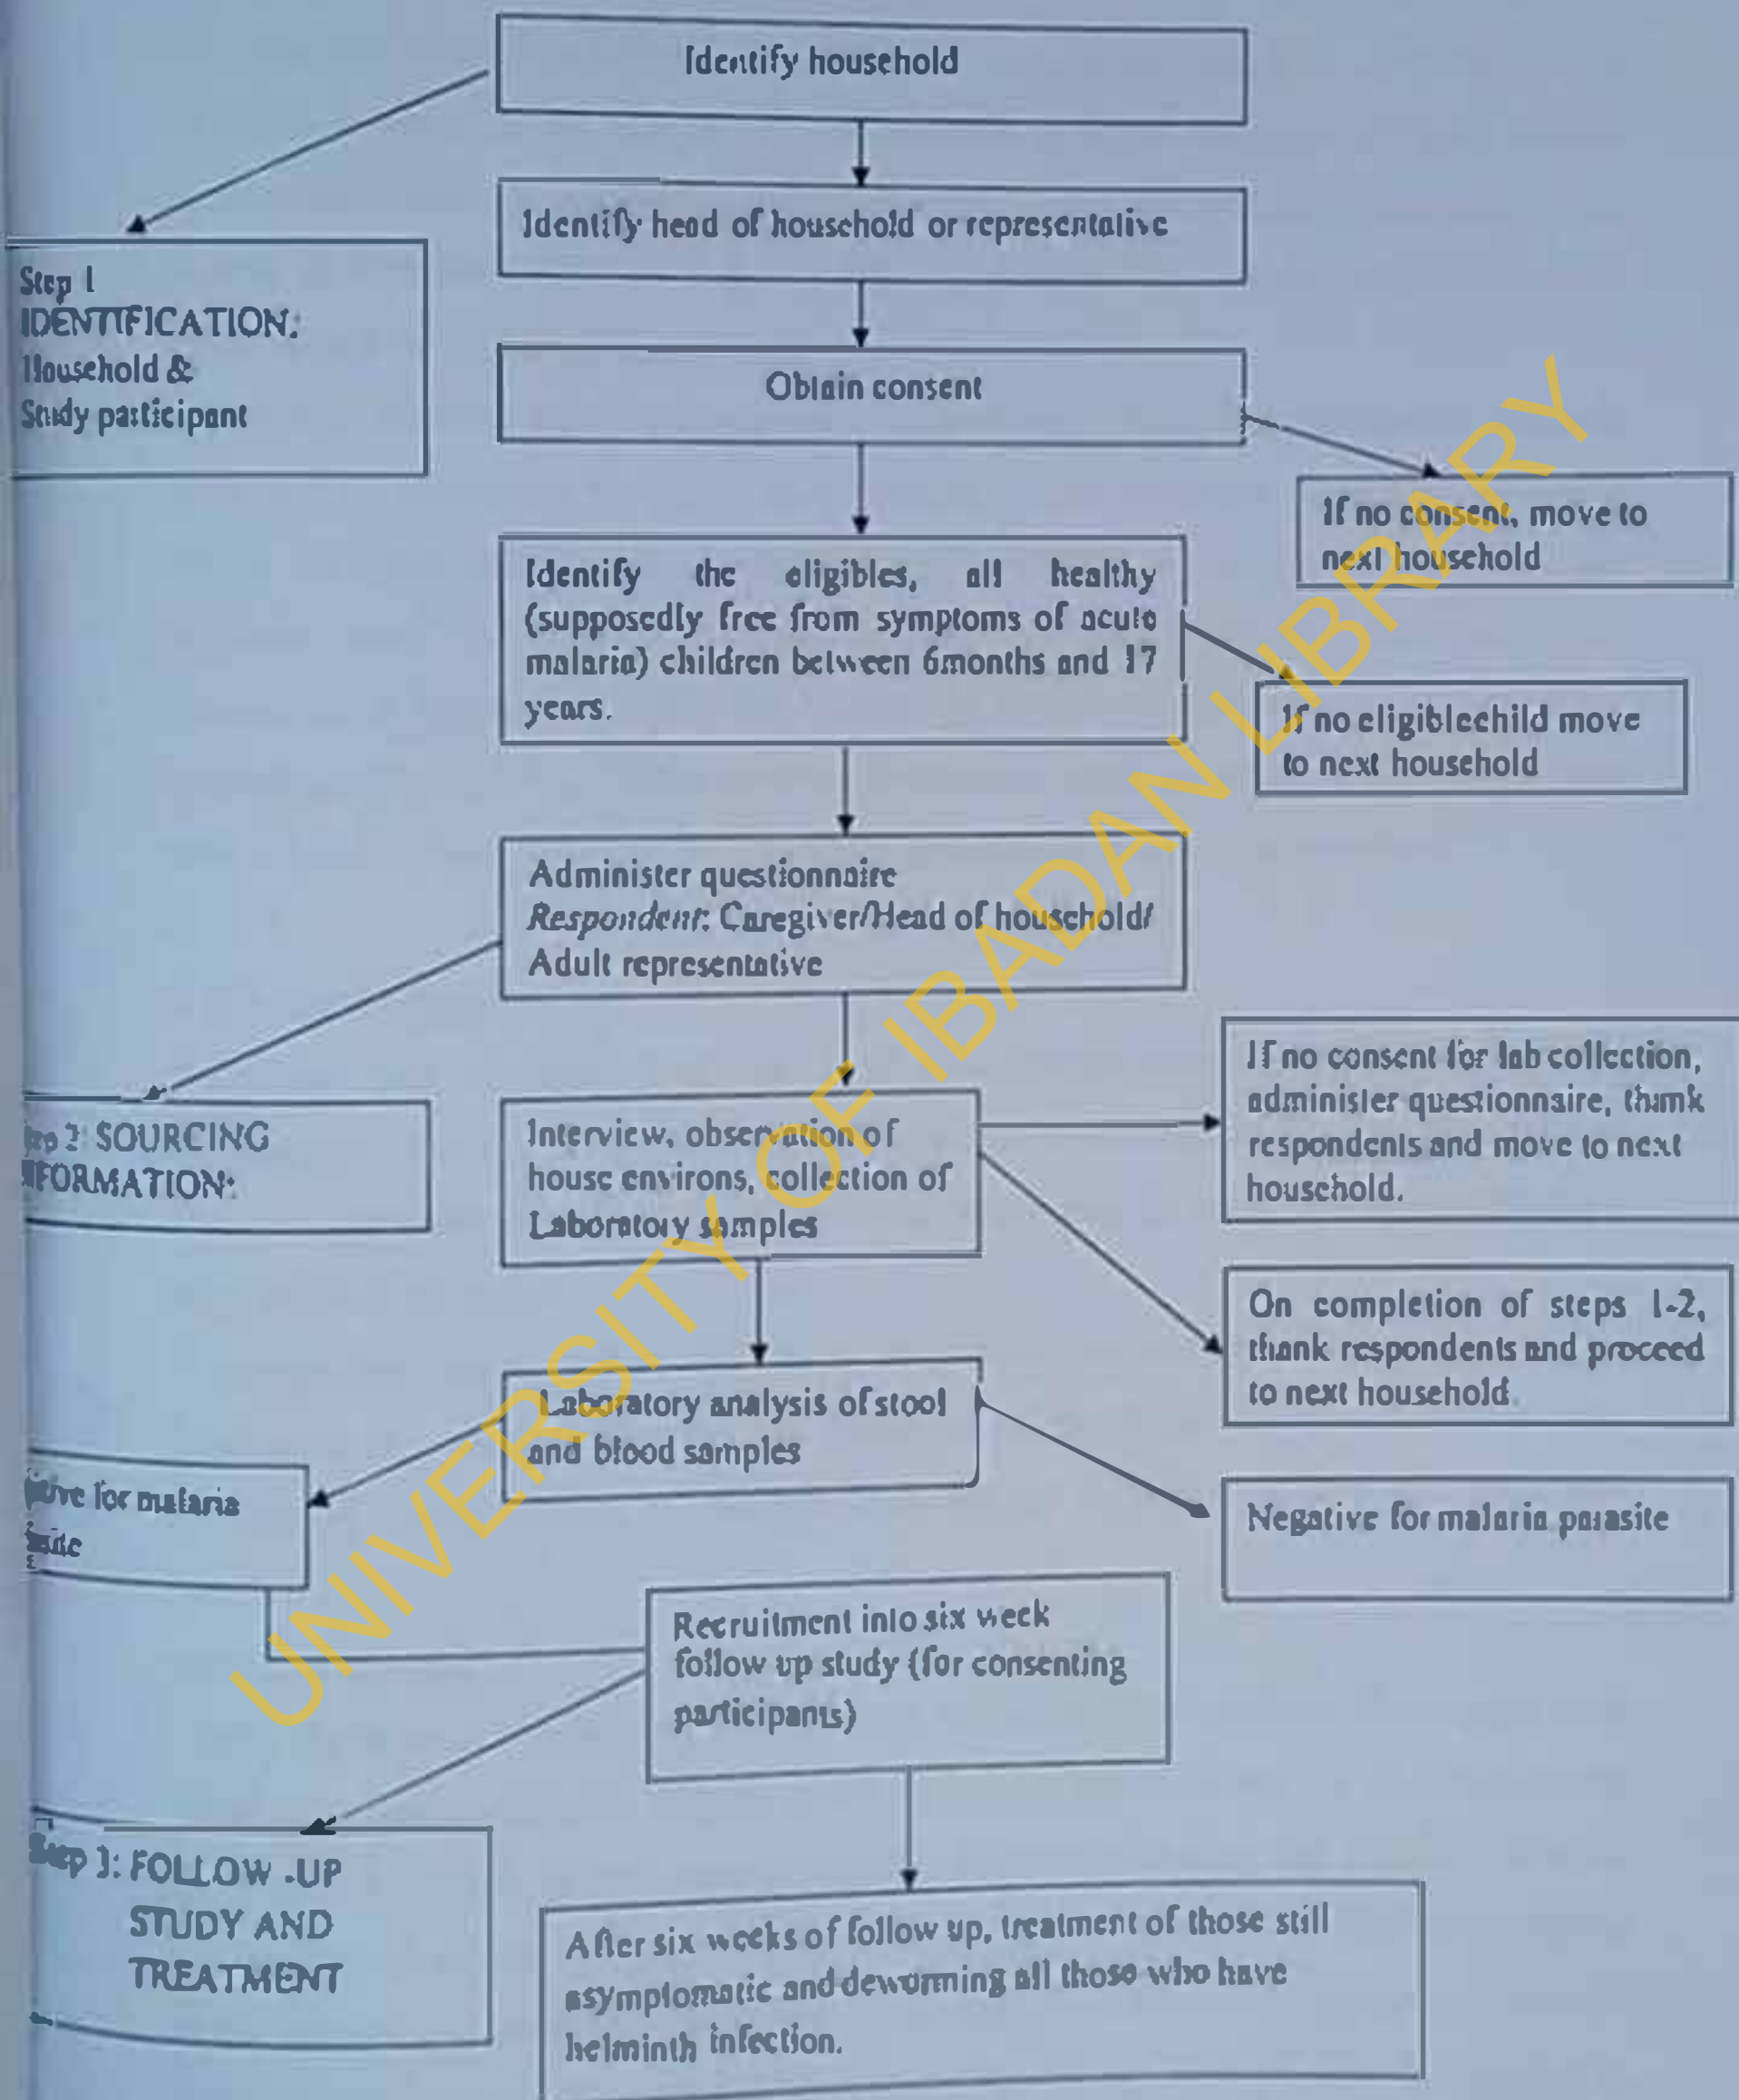 Identify household
Identify head of household or representative
Step 1
IDENTIFICATION:
Household &
Study participant
Obtain consent
If no consent, move to
next household
Identify the eligibles, all healthy
(supposedly free from symptoms of acute
malaria) children between 6months and 17
years.
If no eligiblechild move
to next household
Administer questionnaire
Respondent: Caregiver/Head of household/
Adult representative
2: SOURCING
FORMATION:
Interview, observation of
house environs, collection of
Laboratory samples
If no consent for lab collection,
administer questionnaire, thank
respondents and move to next
household.
On completion of steps 1-2,
thank respondents and proceed
to next household.
Laboratory analysis of stool
and blood samples
for malaria
Negative for malaria parasite
Recruitment into six week
follow up study (for consenting
participants)
Step 3: FOLLOW -UP
STUDY AND
TREATMENT
After six weeks of follow up, treatment of those still
asymptomatic and deworming all those who have
helminth infection.
UNIVERSITY OF IBADAN LIBRARY